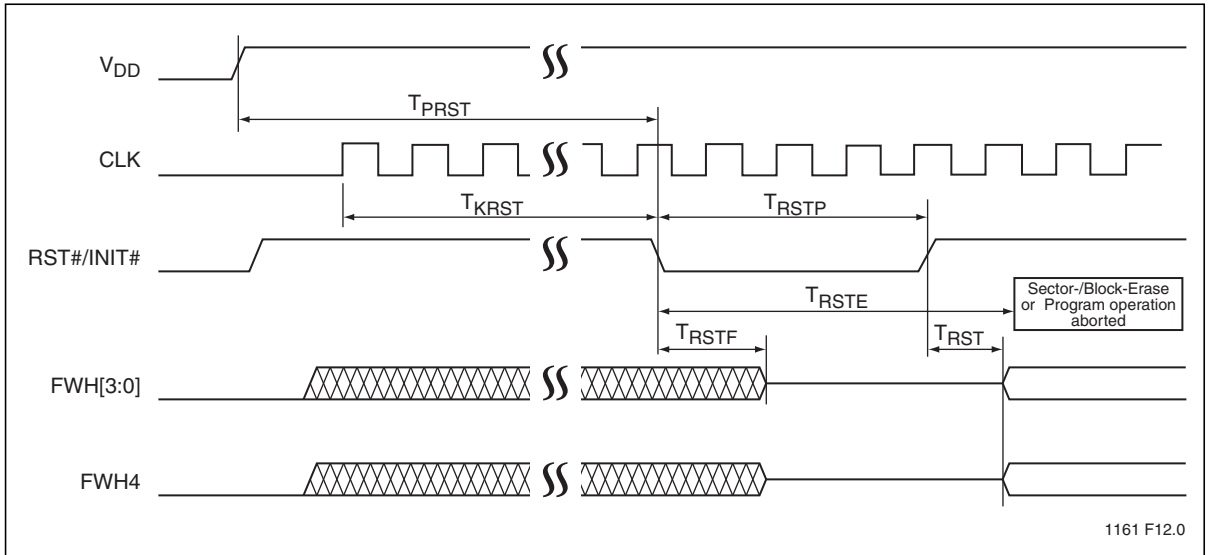 VDD
TPRST
CLK
TKRST
TRSTP
RST#/INIT#
TRSTE
Sector-/Block-Erase
or Program operation
aborted
TRSTF
TRST
FWH[3:0]
FWH4
1161 F12.0